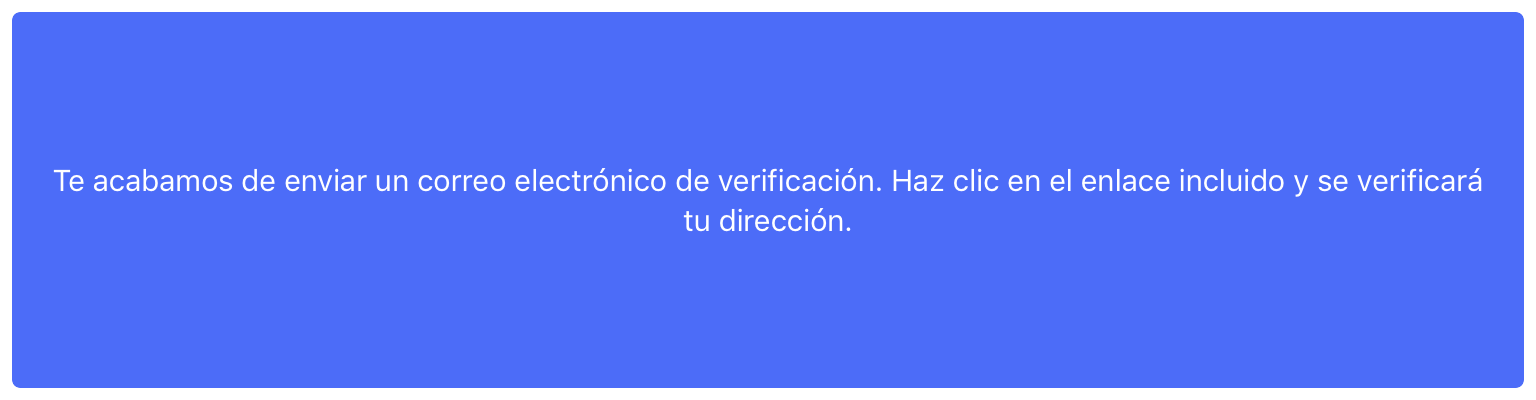 Te acabamos de enviar un correo electrónico de verificación. Haz clic en el enlace incluido y se verificará
tu dirección.